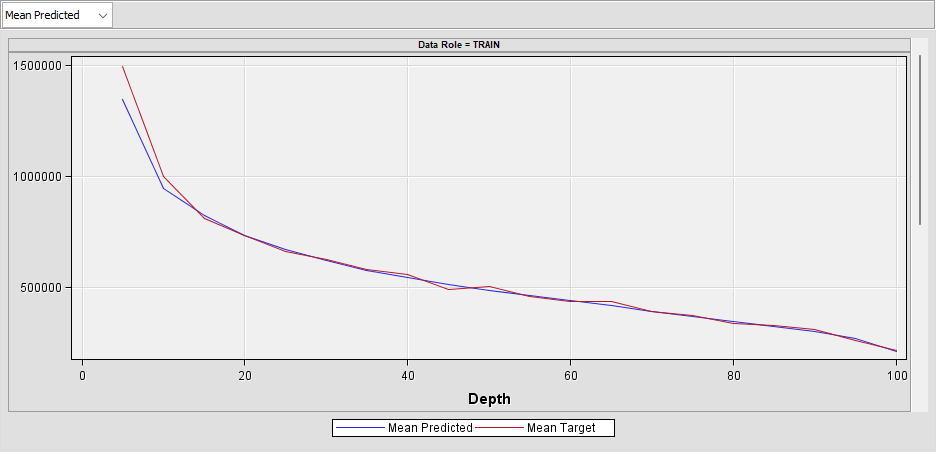 Mean Predicted
Data Role = TRAIN
1500000
1000000
500000
0 20 40 60 80 100
Depth
Mean Predicted Mean Target